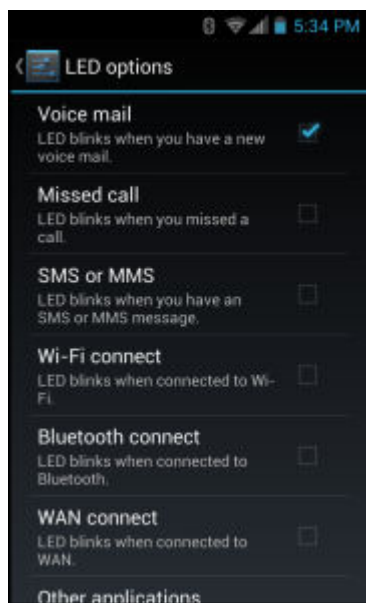 5:34 PM
LED options
Voice mail
LED blinks when you have a new
voice mail.
Missed call
LED blinks when you missed a
call.
SMS or MMS
LED blinks when you have an
SMS or MMS message.
Wi-Fi connect
LED blinks when connected to Wi-
Fi.
Bluetooth connect
LED blinks when connected to
Bluetooth.
WAN connect
LED blinks when connected to
WAN.
Other applications